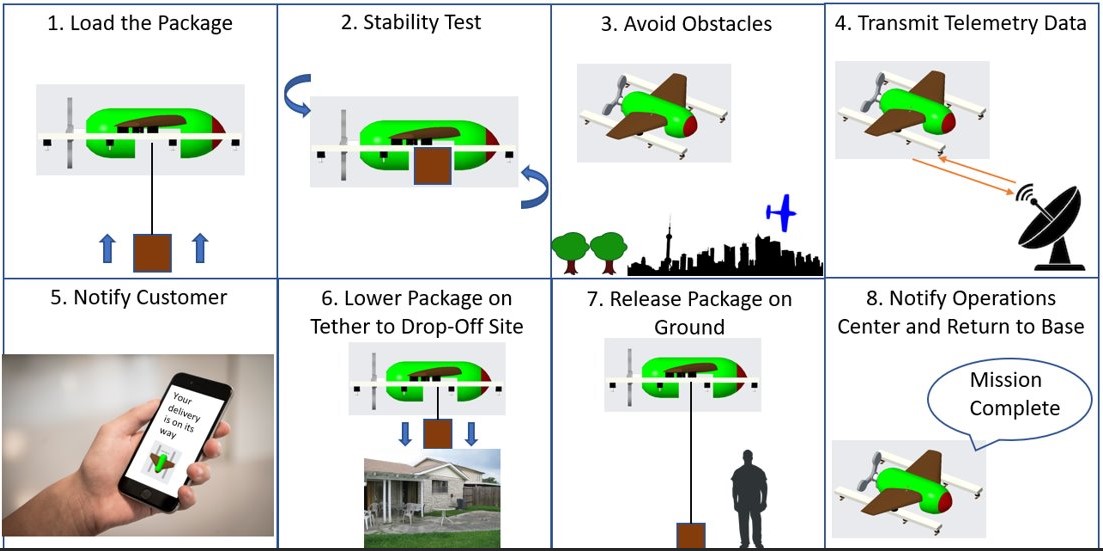 1. Load the Package
2. Stability Test
3. Avoid Obstacles
4. Transmit Telemetry Data
5. Notify Customer
Your
delivery
is on its
way
6. Lower Package on
Tether to Drop-Off Site
7. Release Package on
Ground
8. Notify Operations
Center and Return to Base
Mission
Complete